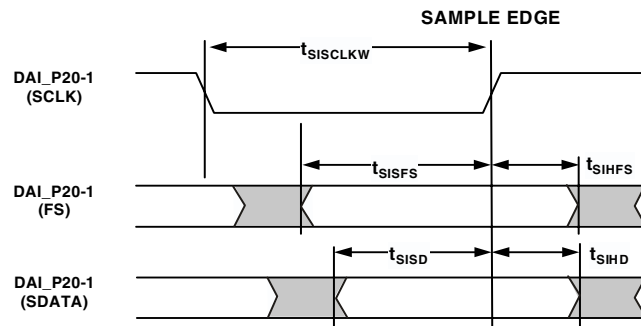 SAMPLE EDGE
tSISCLKW
DAI_P20-1
(SCLK)
tSISFS
tSIHFS
DAI_P20-1
(FS)
tSISD
tSIHD
DAI_P20-1
(SDATA)